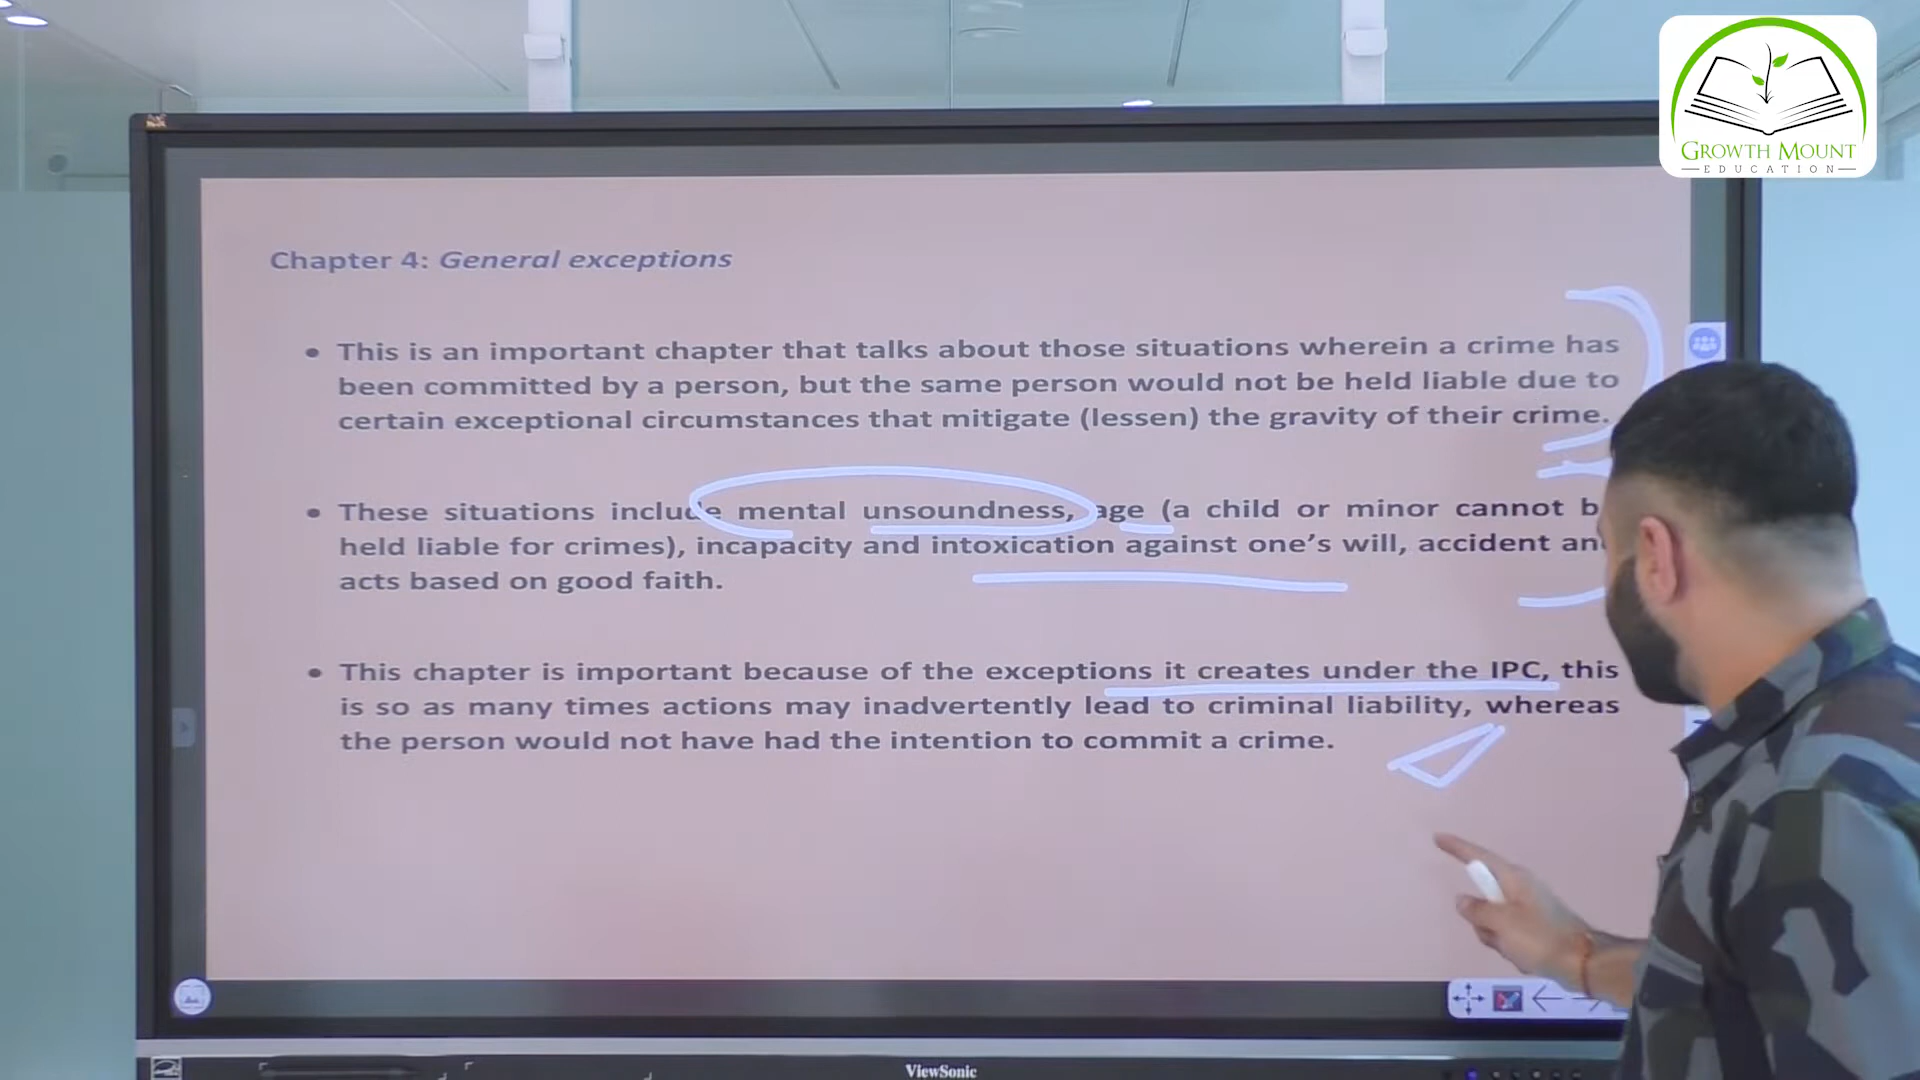 GROWTH MOUNT
EDUCATION
Chapter 4: General exceptions
• This is an important chapter that talks about those situations wherein a crime has
been committed by a person, but the same person would not be held liable due to
certain exceptional circumstances that mitigate (lessen) the gravity of their crime.
• These situations include mental unsoundness, age (a child or minor cannot b
held liable for crimes), incapacity and intoxication against one’s will, accident an
acts based on good faith.
• This chapter is important because of the exceptions it creates under the IPC, this
is so as many times actions may inadvertently lead to criminal liability, whereas
the person would not have had the intention to commit a crime.
ViewSonic